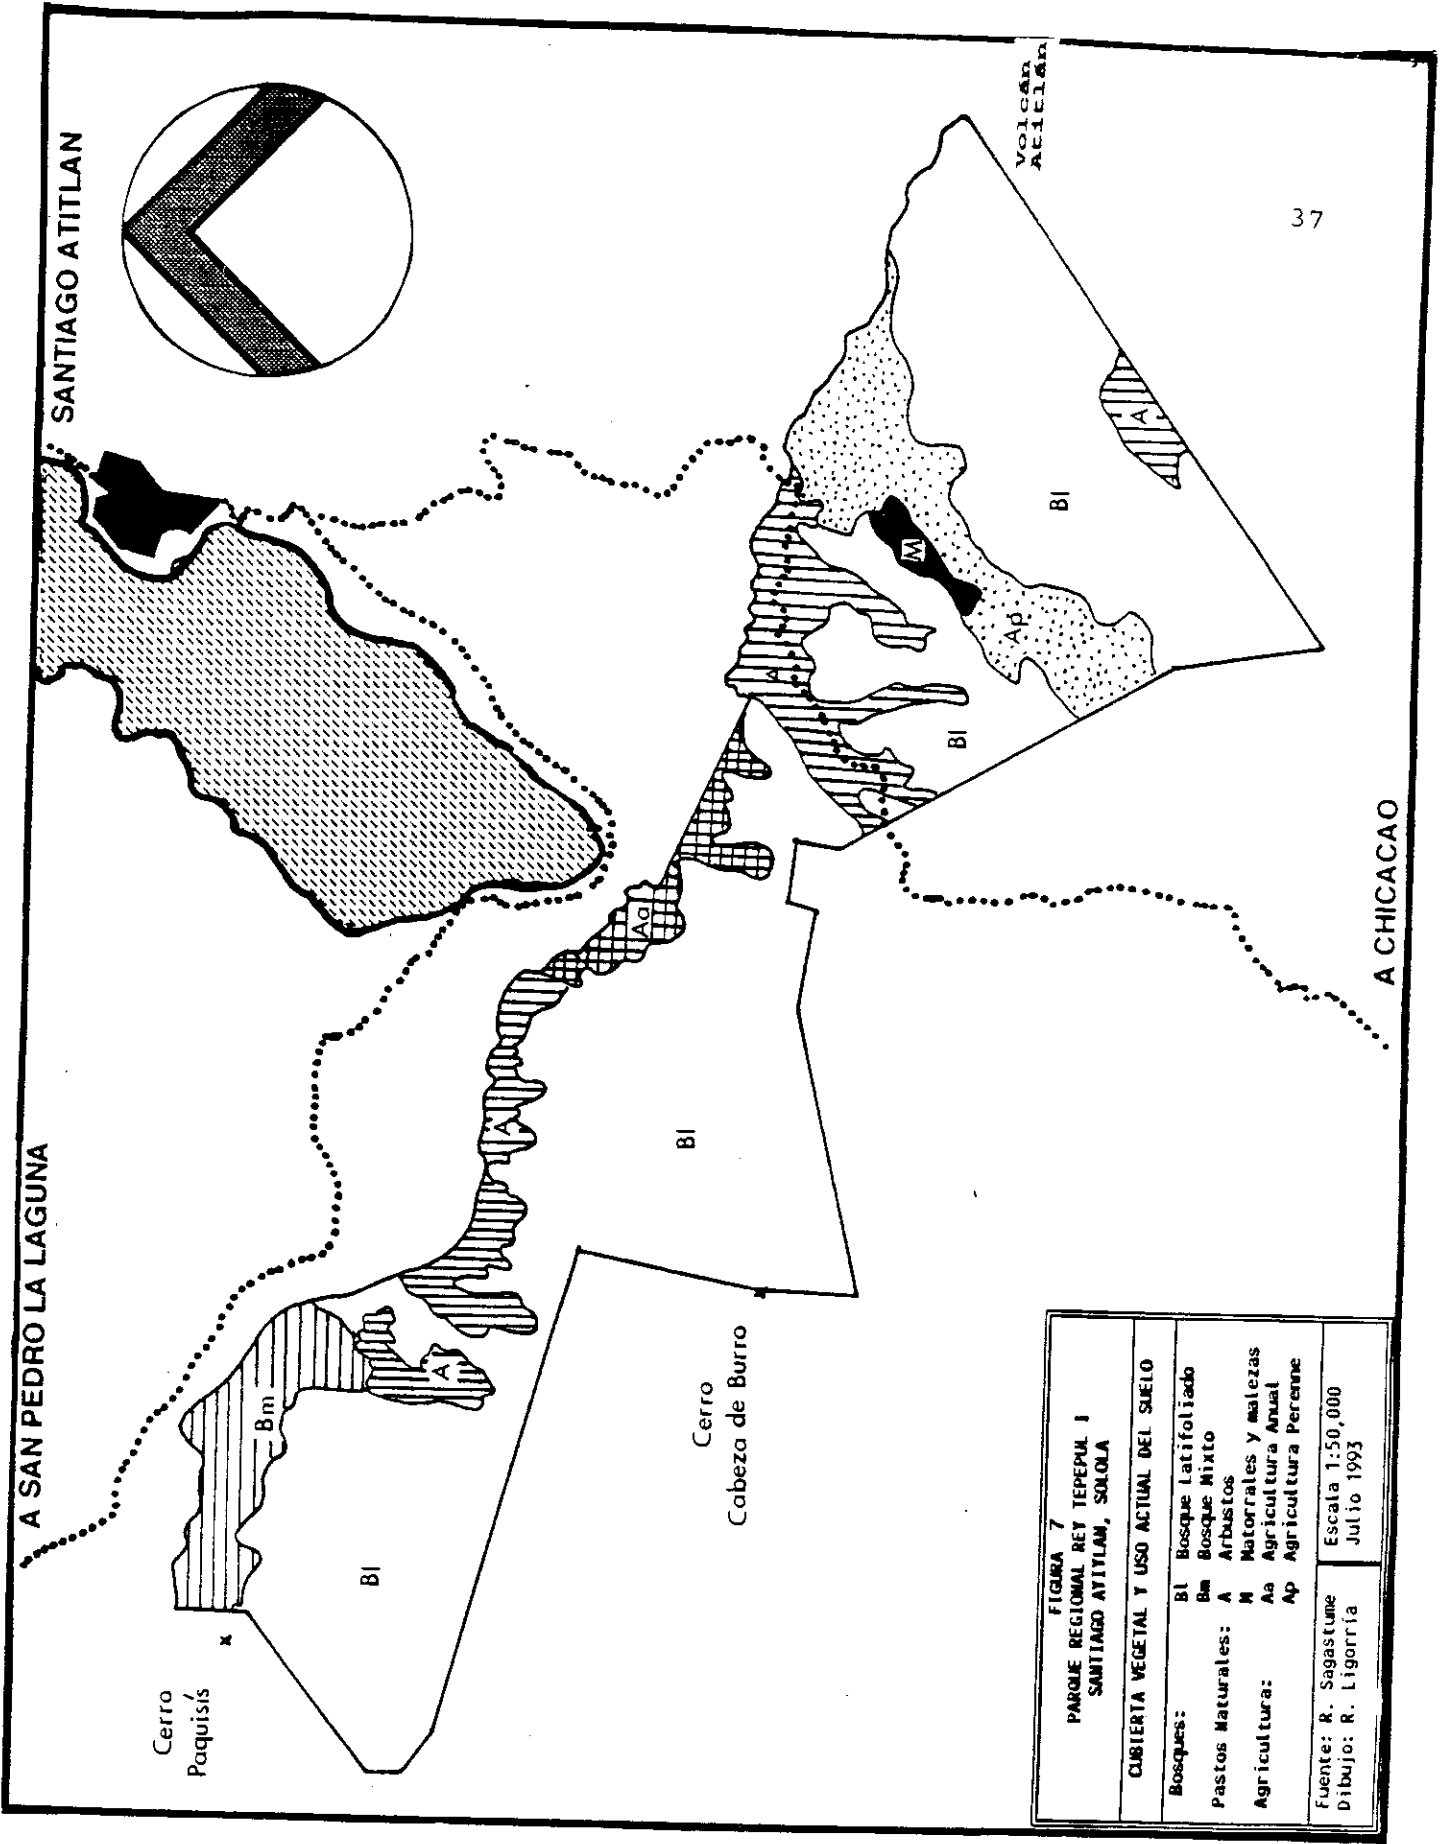 A SAN PEDRO LA LAGUNA
SANTIAGO ATITLAN
Volcán
Atitlán
37
Cerro
Paquisís
Cerro
Cabeza de Burro
Bm
A
A
Aa
A
A
M
Ap
Bl
Bl
Bl
Bl
A CHICACAO
FIGURA 7
PARQUE REGIONAL REY TEPEPUL I
SANTIAGO ATITLAN, SOLOLA
CUBIERTA VEGETAL Y USO ACTUAL DEL SUELO
Bosques: Bl Bosque Latifoliado
Bm Bosque Mixto
Pastos Naturales: A Arbustos
M Matorrales y malezas
Agricultura: Aa Agricultura Anual
Ap Agricultura Perenne
Fuente: R. Sagastume
Dibujo: R. Ligorría
Escala 1:50,000
Julio 1993
A